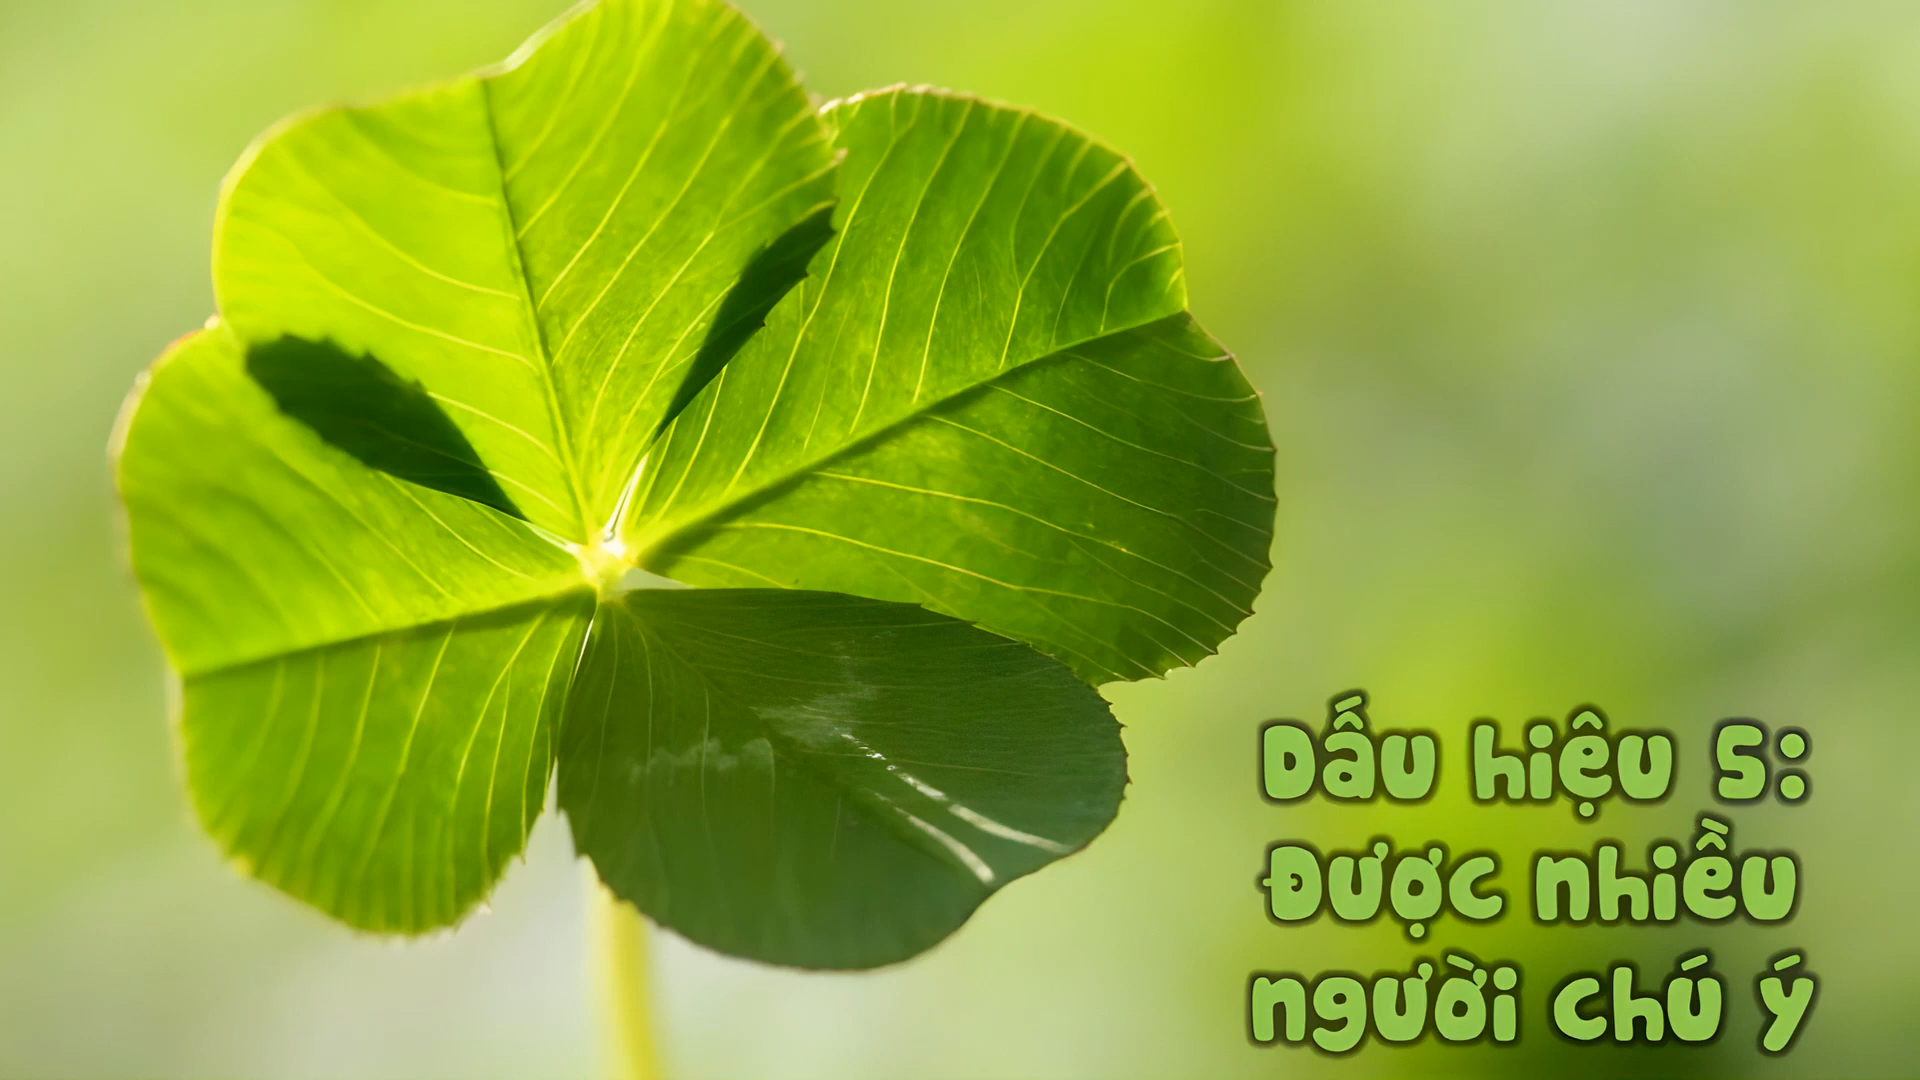 Dấu hiệu 5:
Được nhiều
người chú ý